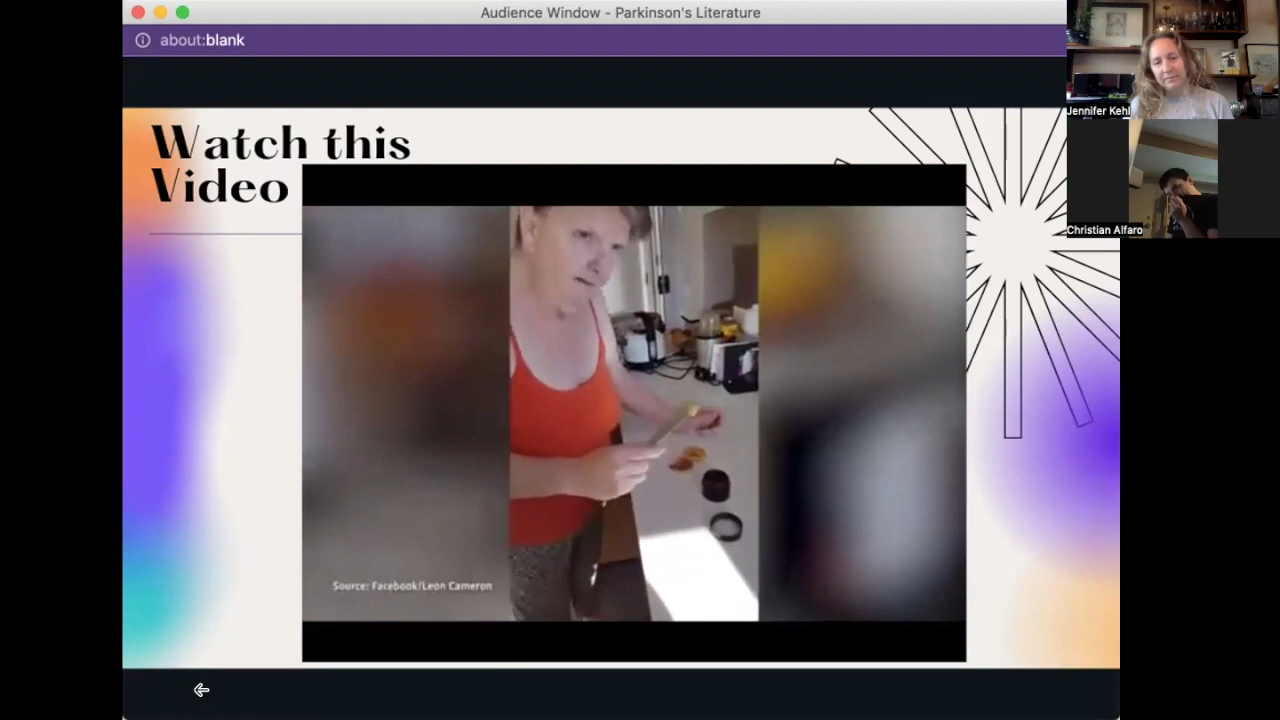 Audience Window - Parkinson's Literature
about:blank
Watch this
Video
Source: Facebook/Leon Cameron
Jennifer Kehl
Christian Alfaro